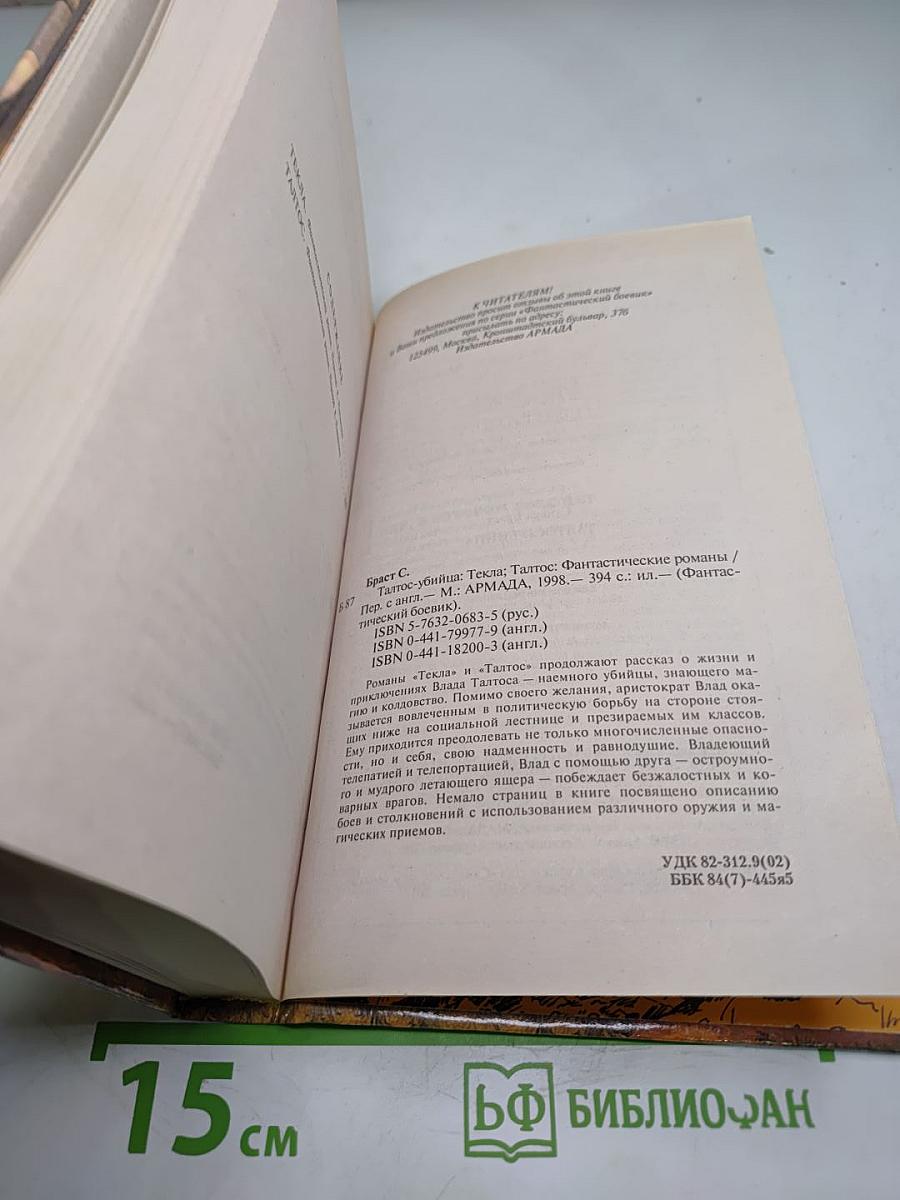 СОДЕРЖАНИЕ
ТЕКЛА.
ТАЛТОС.
К ЧИТАТЕЛЯМ!
Издательство просит отзывы об этой книге
и Ваши предложения по серии «Фантастический боевик»
присылать по адресу:
125499, Москва, Кронштадтский бульвар, 37б
Издательство АРМАДА
Браст С.
Б 87
Талтос-убийца: Текла; Талтос: Фантастические романы /
Пер. с англ.— М.: АРМАДА, 1998.— 394 с.: ил.— (Фантас-
тический боевик).
ISBN 5-7632-0683-5 (рус.)
ISBN 0-441-79977-9 (англ.)
ISBN 0-441-18200-3 (англ.)
Романы «Текла» и «Талтос» продолжают рассказ о жизни и
приключениях Влада Талтоса — наемного убийцы, знающего ма-
гию и колдовство. Помимо своего желания, аристократ Влад ока-
зывается вовлеченным в политическую борьбу на стороне стоя-
щих ниже на социальной лестнице и презираемых им классов.
Ему приходится преодолевать не только многочисленные опасно-
сти, но и себя, свою надменность и равнодушие. Владеющий
телепатией и телепортацией, Влад с помощью друга — остроумно-
го и мудрого летающего ящера — побеждает безжалостных и ко-
варных врагов. Немало страниц в книге посвящено описанию
боев и столкновений с использованием различного оружия и ма-
гических приемов.
УДК 82-312.9(02)
ББК 84(7)-445я5
15 см
БФ БИБЛИОФАН